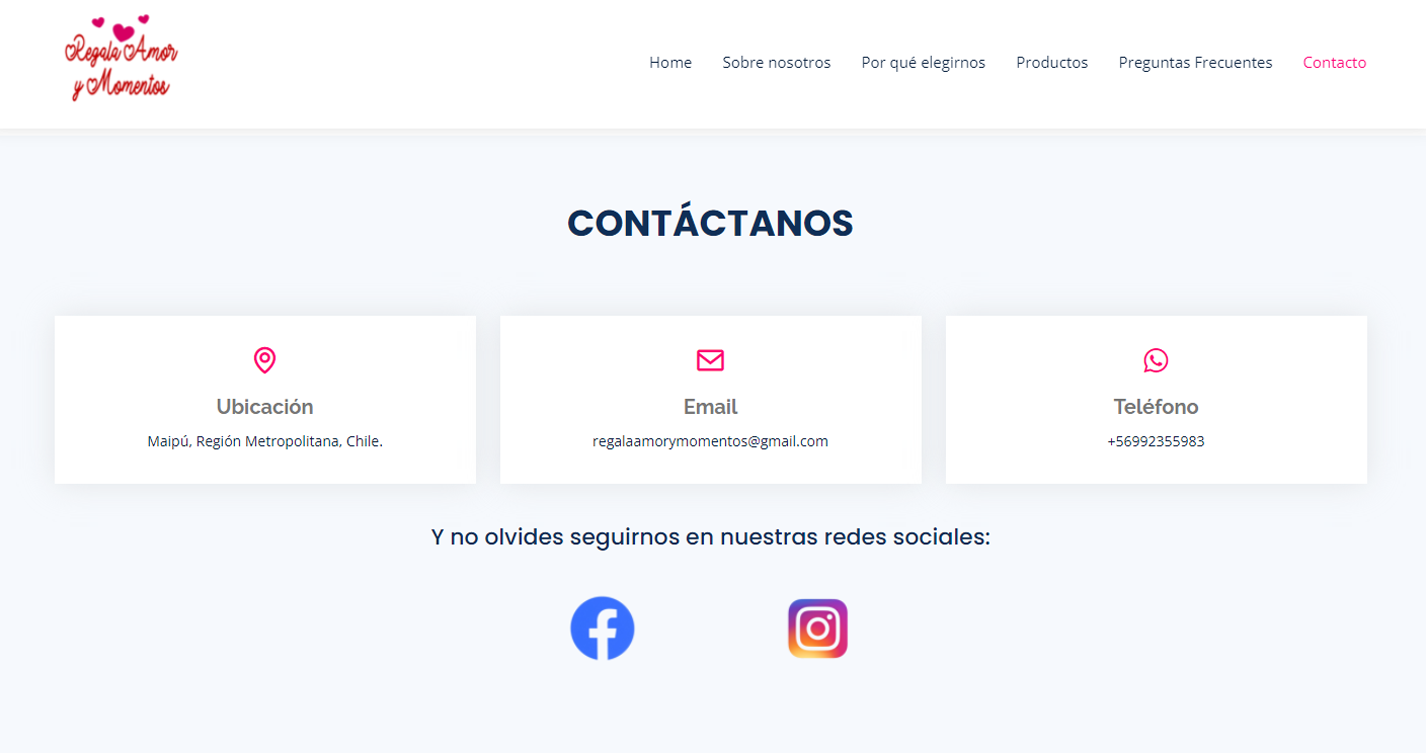 Regala Amor
y Momentos
Home Sobre nosotros Por qué elegirnos Productos Preguntas Frecuentes Contacto
CONTÁCTANOS
Ubicación
Maipú, Región Metropolitana, Chile.
Email
regalaamorymomentos@gmail.com
Teléfono
+56992355983
Y no olvides seguirnos en nuestras redes sociales: